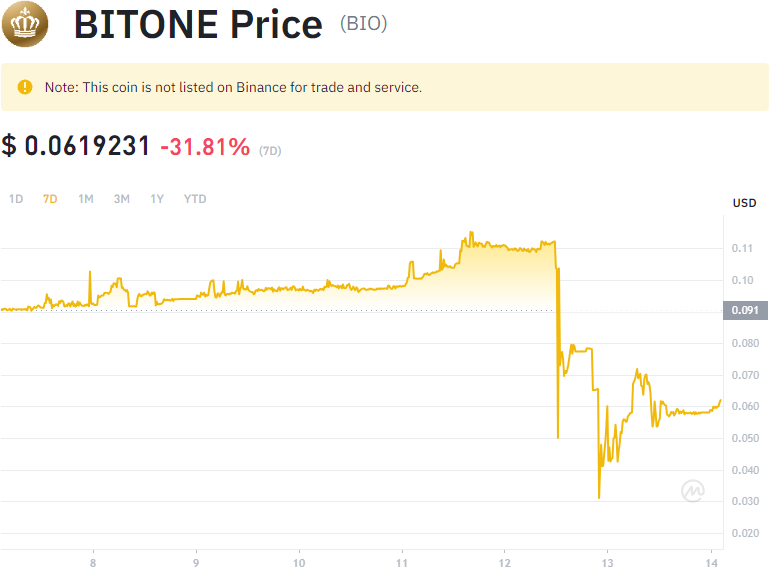 BITONE Price (BIO)
Note: This coin is not listed on Binance for trade and service.
$ 0.0619231 -31.81% (7D)
1D 7D 1M 3M 1Y YTD
USD
0.11
0.10
0.091
0.080
0.070
0.060
0.050
0.040
0.030
0.020
8 9 10 11 12 13 14